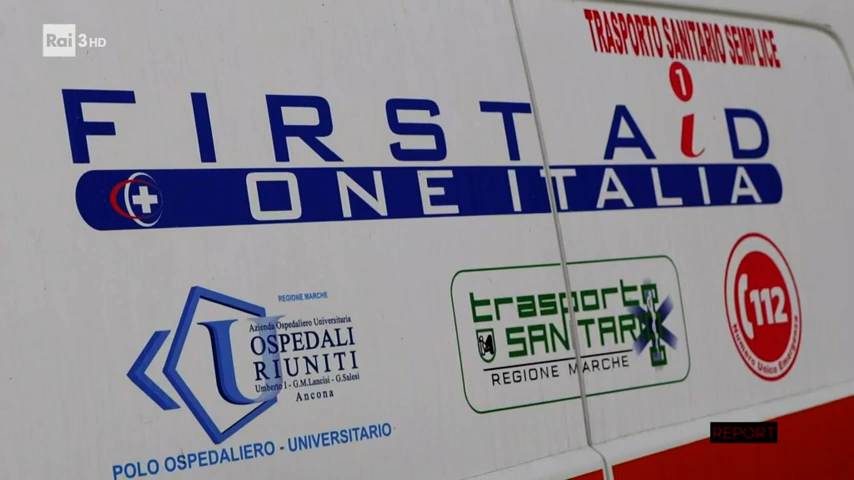 Rai 3 HD
TRASPORTO SANITARIO SEMPLICE
1
FIRST AiD
ONE ITALIA
REGIONE MARCHE
Azienda Ospedaliero Universitaria
U OSPEDALI
RIUNITI
Umberto I - G.M.Lancisi - G.Salesi
Ancona
POLO OSPEDALIERO - UNIVERSITARIO
trasporto
SANITARIO
REGIONE MARCHE
112
Numero Unico Emergenza
REPORT